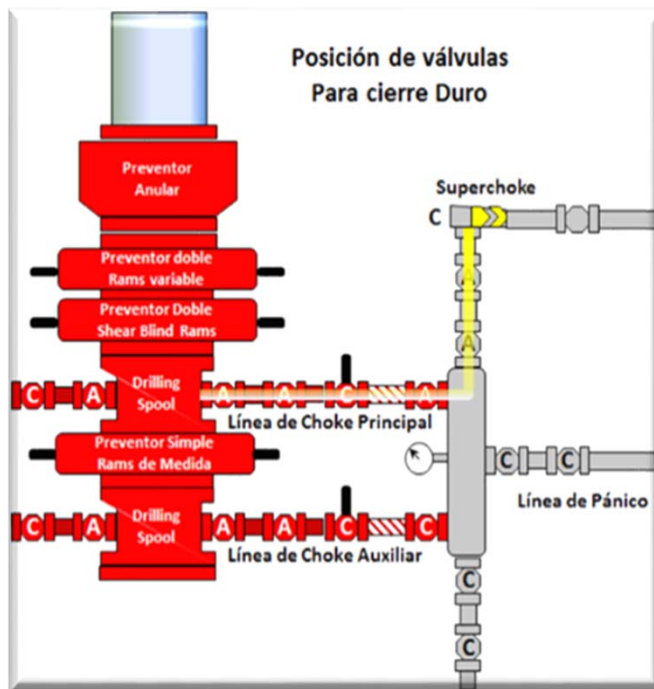 Posición de válvulas
Para cierre Duro
Preventor
Anular
Superchoke
C
Preventor doble
Rams variable
A
Preventor Doble
Shear Blind Rams
A
Drilling
Spool
C A A A C A
Línea de Choke Principal
Preventor Simple
Rams de Medida
C C
Línea de Pánico
Drilling
Spool
C A A A C C
Línea de Choke Auxiliar
C
C